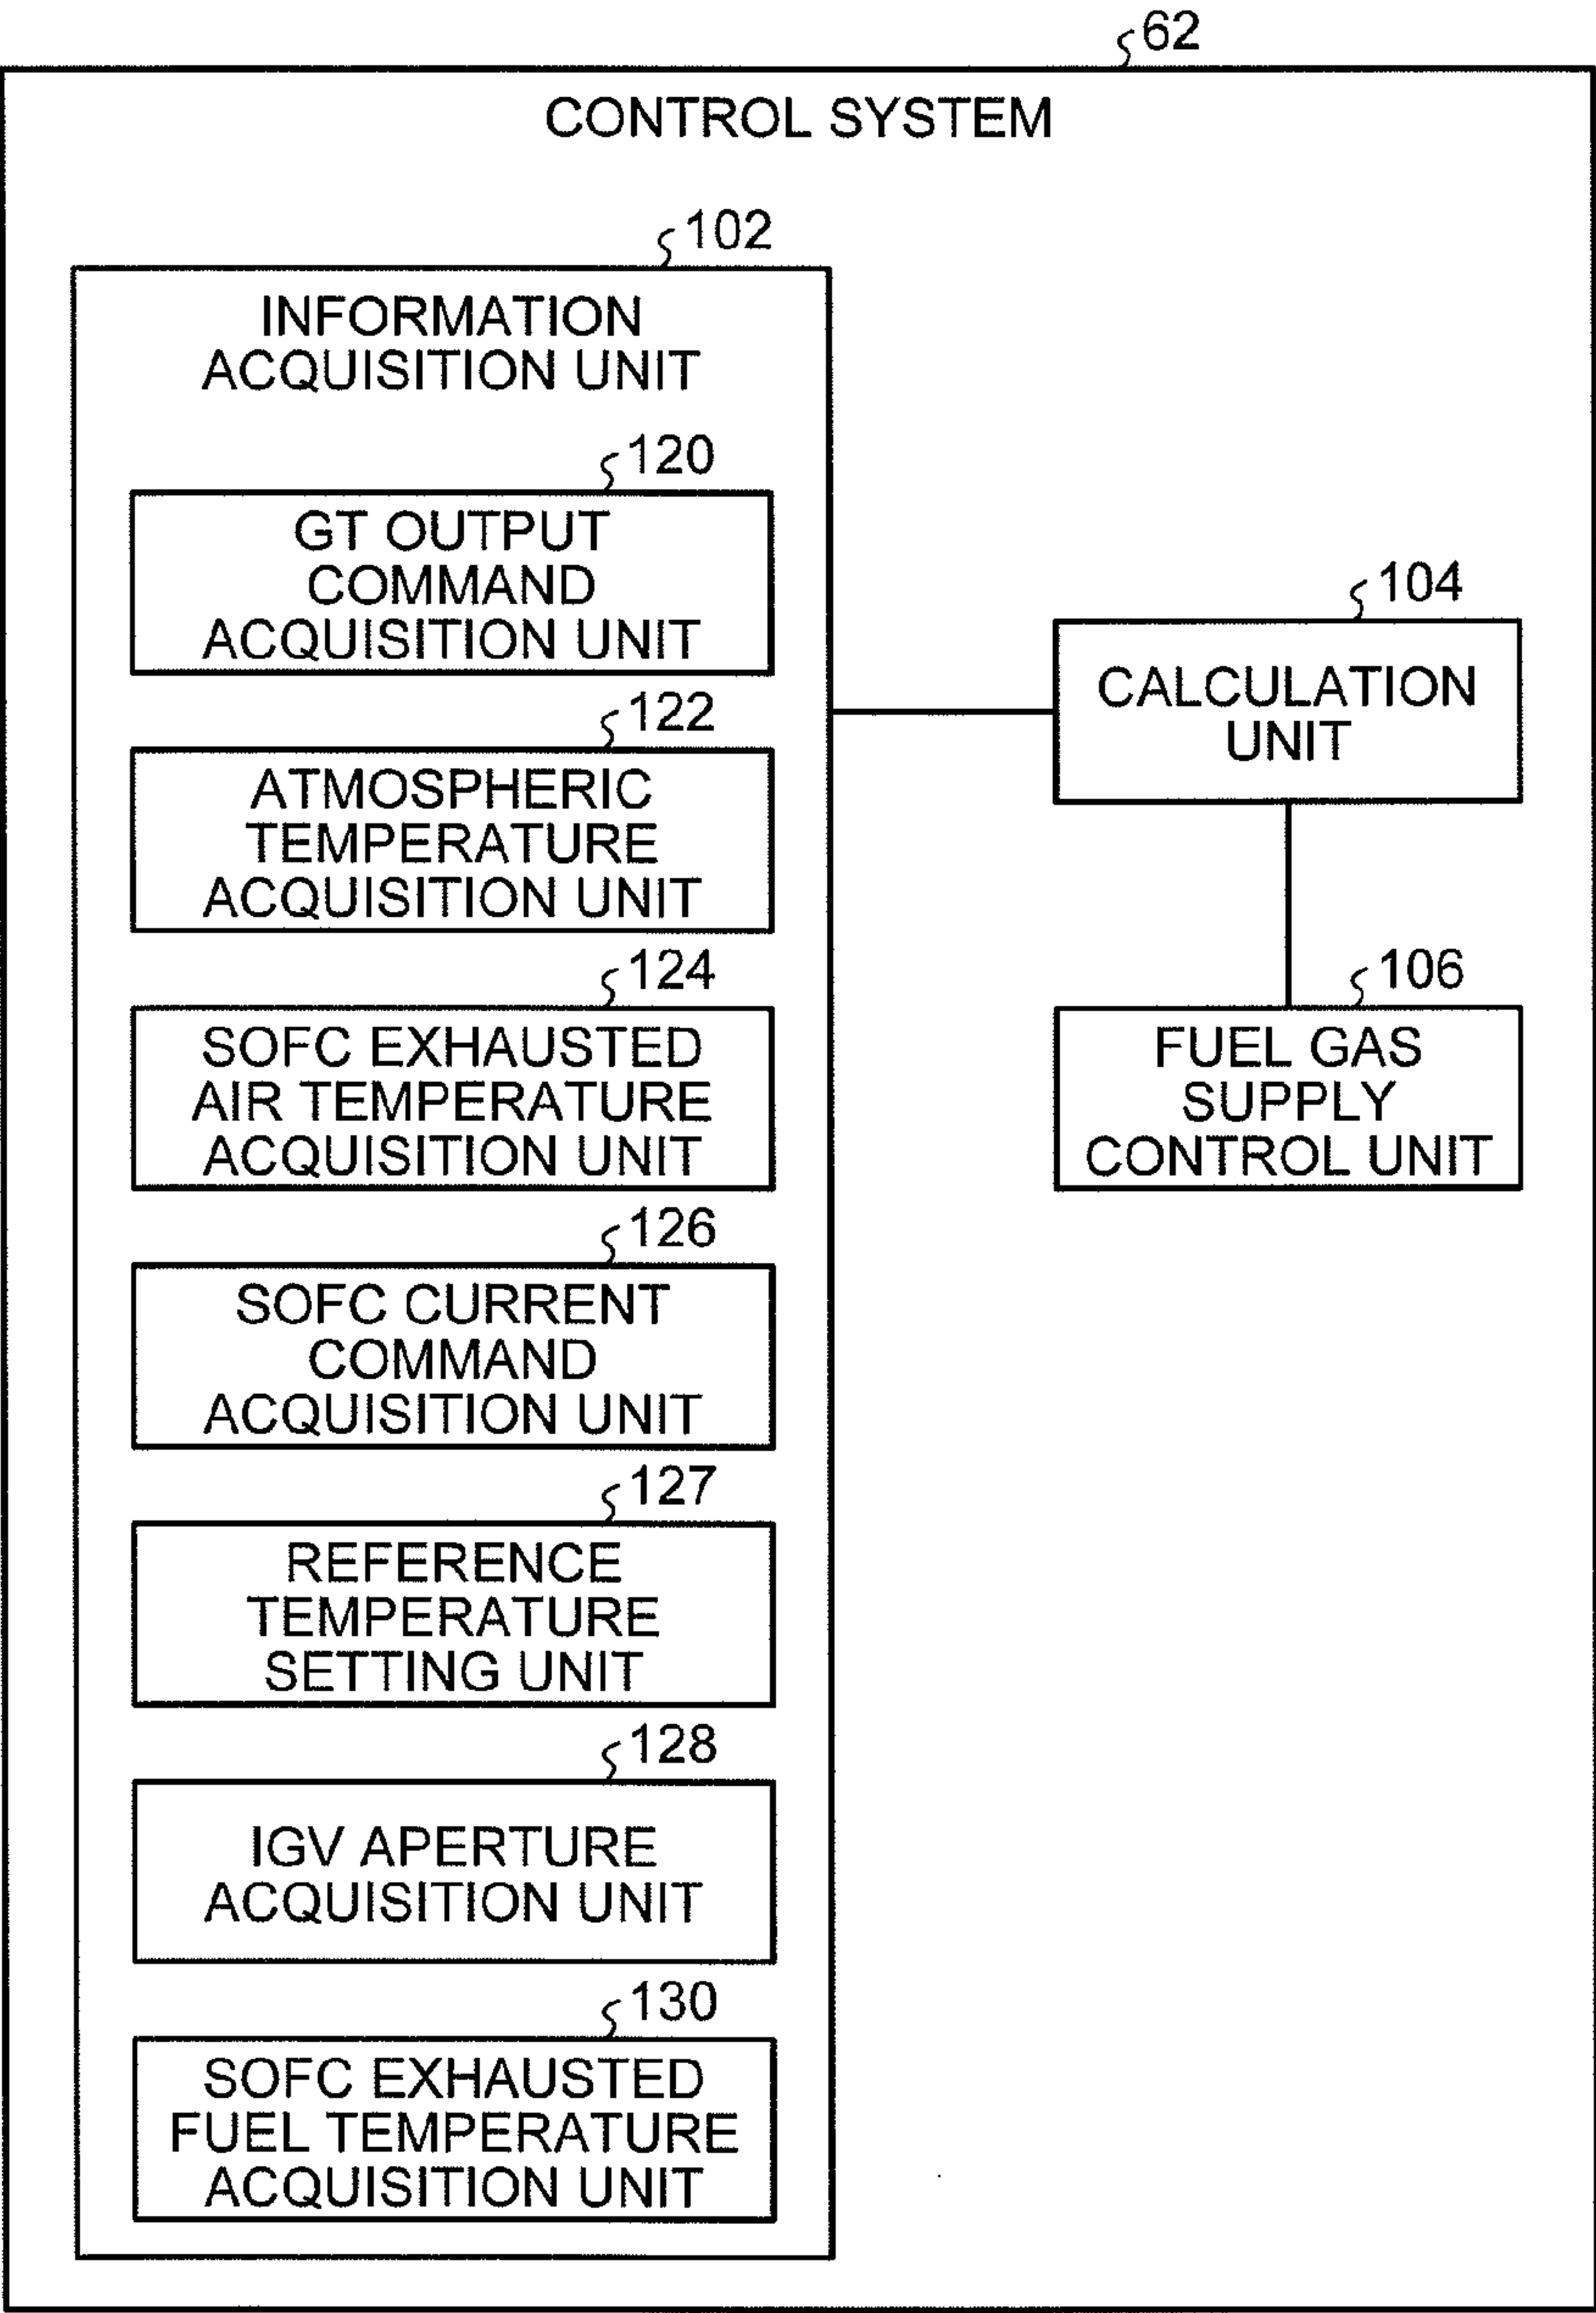 62
CONTROL SYSTEM
102
INFORMATION
ACQUISITION UNIT
120
GT OUTPUT
COMMAND
ACQUISITION UNIT
122
ATMOSPHERIC
TEMPERATURE
ACQUISITION UNIT
124
SOFC EXHAUSTED
AIR TEMPERATURE
ACQUISITION UNIT
126
SOFC CURRENT
COMMAND
ACQUISITION UNIT
127
REFERENCE
TEMPERATURE
SETTING UNIT
128
IGV APERTURE
ACQUISITION UNIT
130
SOFC EXHAUSTED
FUEL TEMPERATURE
ACQUISITION UNIT
104
CALCULATION
UNIT
106
FUEL GAS
SUPPLY
CONTROL UNIT